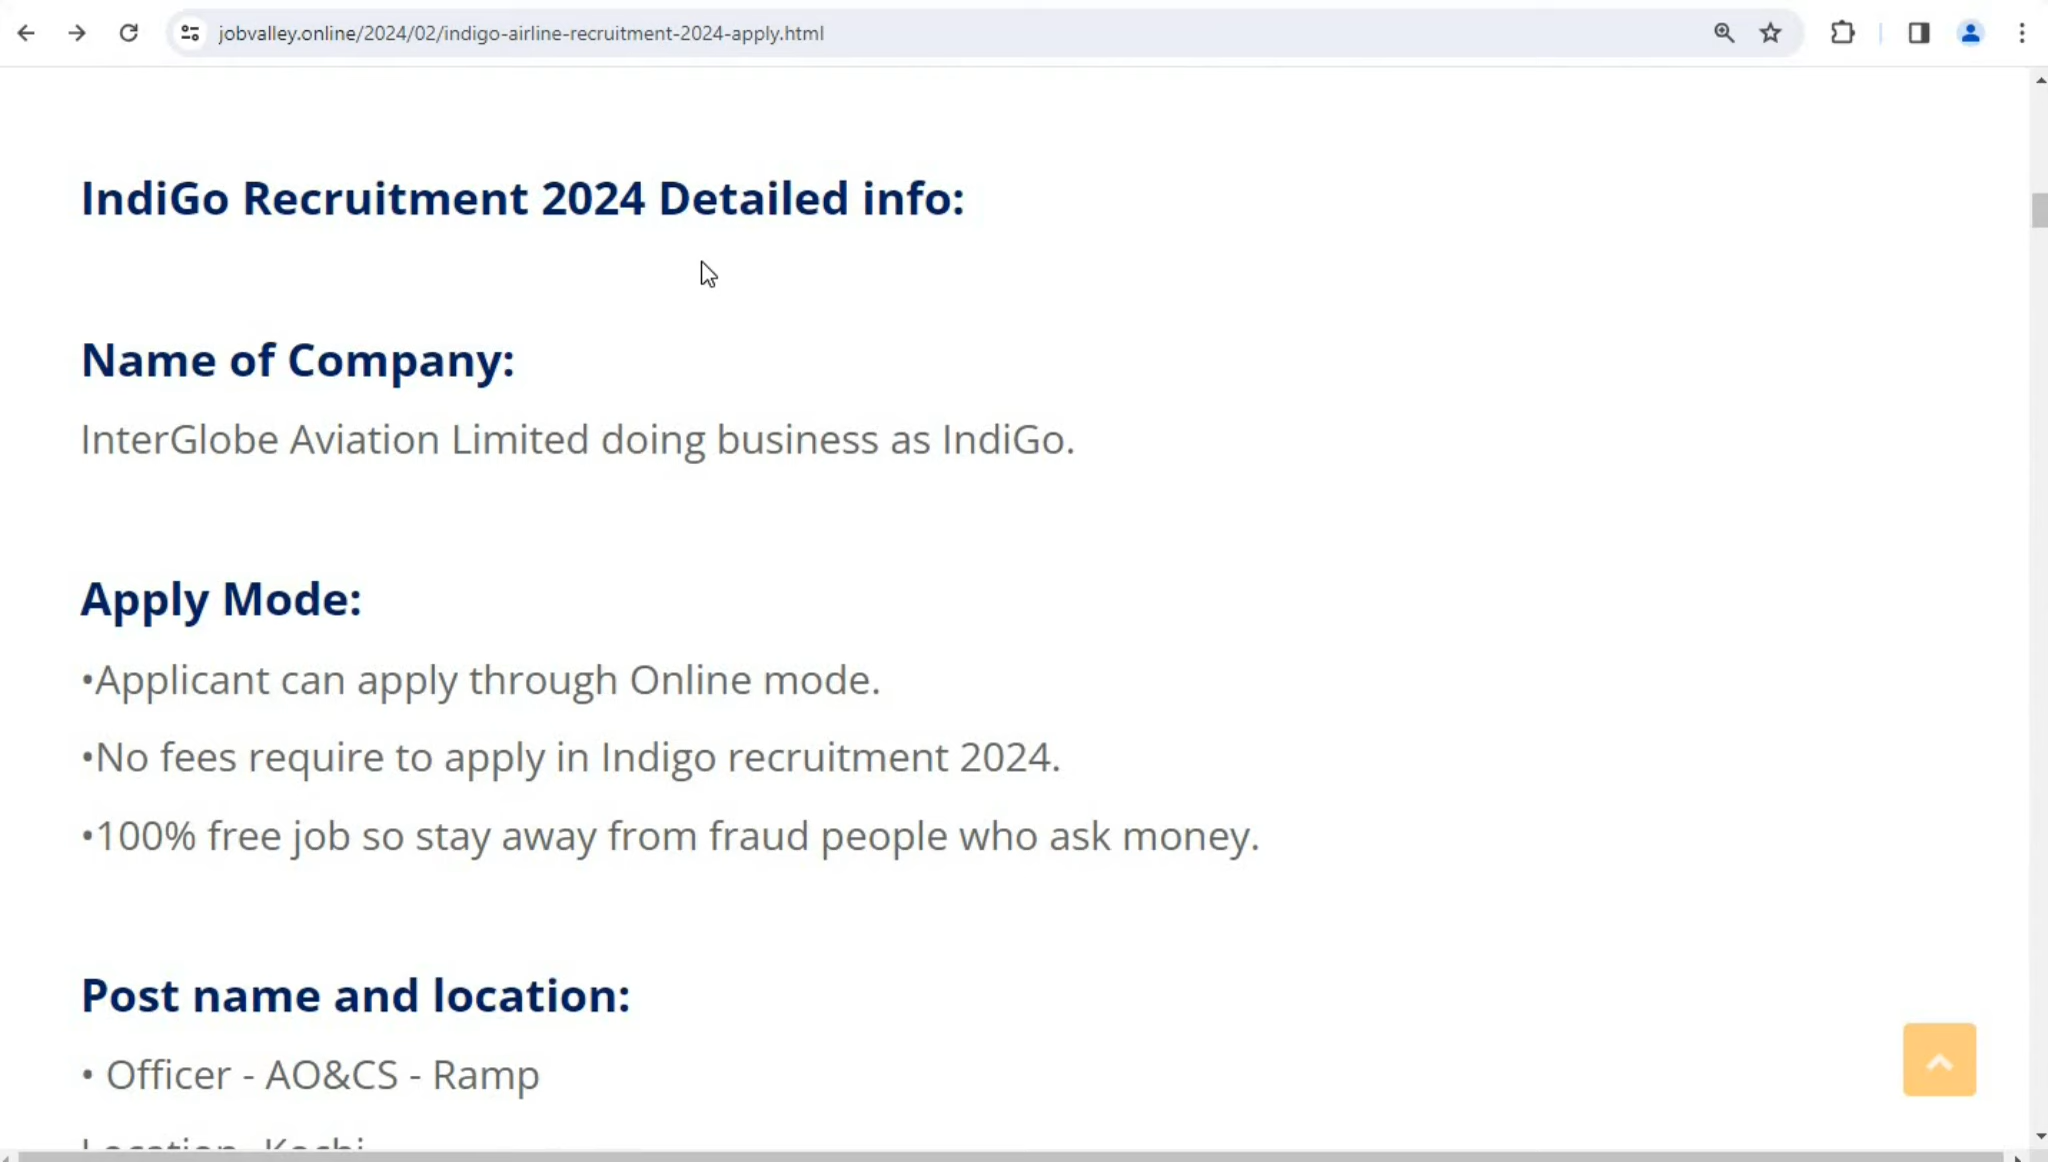 jobvalley.online/2024/02/indigo-airline-recruitment-2024-apply.html
IndiGo Recruitment 2024 Detailed info:
Name of Company:
InterGlobe Aviation Limited doing business as IndiGo.
Apply Mode:
•Applicant can apply through Online mode.
•No fees require to apply in Indigo recruitment 2024.
•100% free job so stay away from fraud people who ask money.
Post name and location:
• Officer - AO&CS - Ramp
Location- Kochi